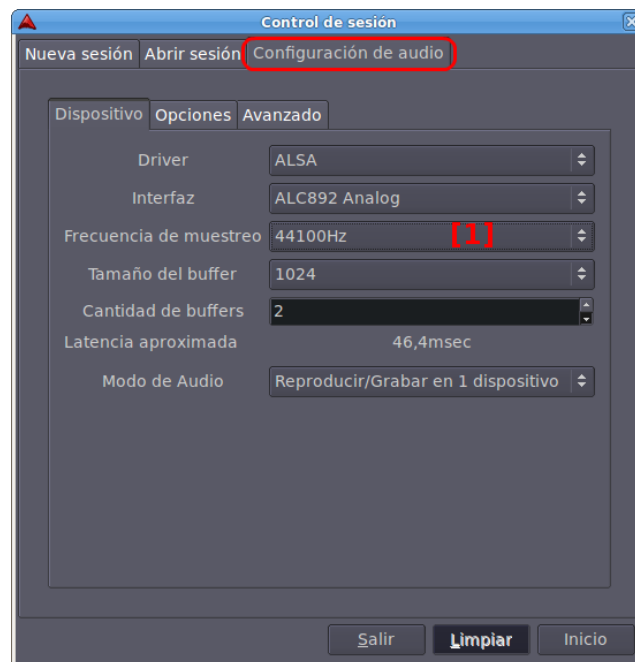 Control de sesión
Nueva sesión Abrir sesión Configuración de audio
Dispositivo Opciones Avanzado
Driver ALSA
Interfaz ALC892 Analog
Frecuencia de muestreo 44100Hz [1]
Tamaño del buffer 1024
Cantidad de buffers 2
Latencia aproximada 46,4msec
Modo de Audio Reproducir/Grabar en 1 dispositivo
Salir Limpiar Inicio